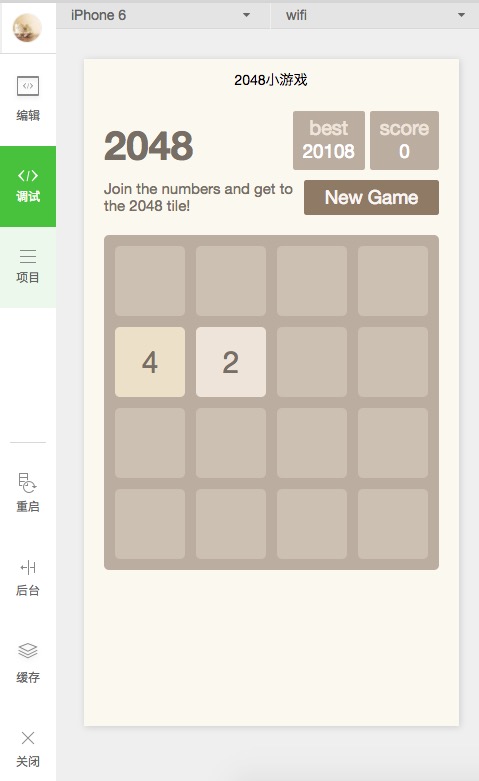 iPhone 6
wifi
编辑
调试
项目
重启
后台
缓存
关闭
2048小游戏
2048
best
20108
score
0
Join the numbers and get to
the 2048 tile!
New Game
4
2